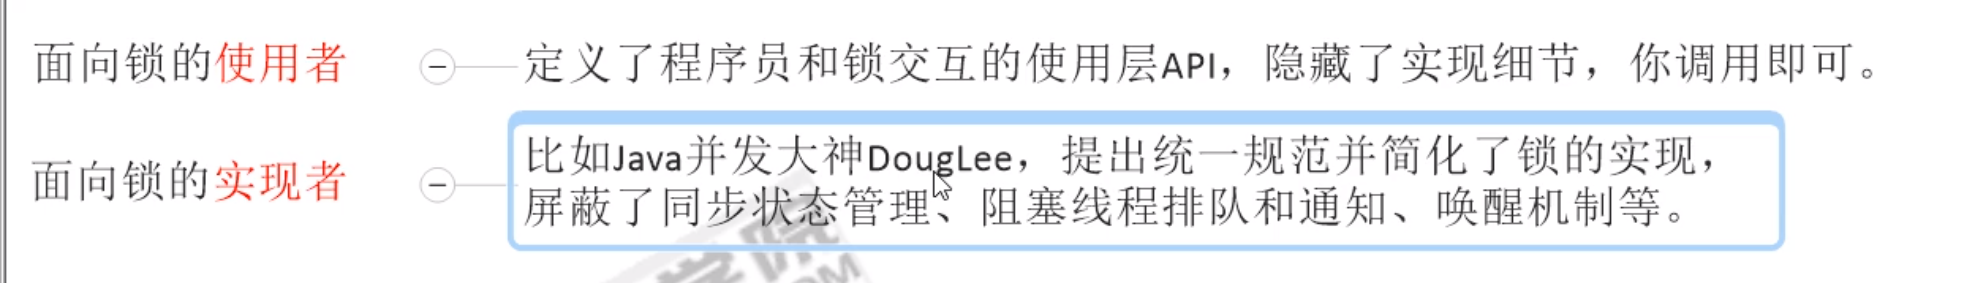 面向锁的使用者
定义了程序员和锁交互的使用层API，隐藏了实现细节，你调用即可。
面向锁的实现者
比如Java并发大神DougLee，提出统一规范并简化了锁的实现，
屏蔽了同步状态管理、阻塞线程排队和通知、唤醒机制等。
学院
OM